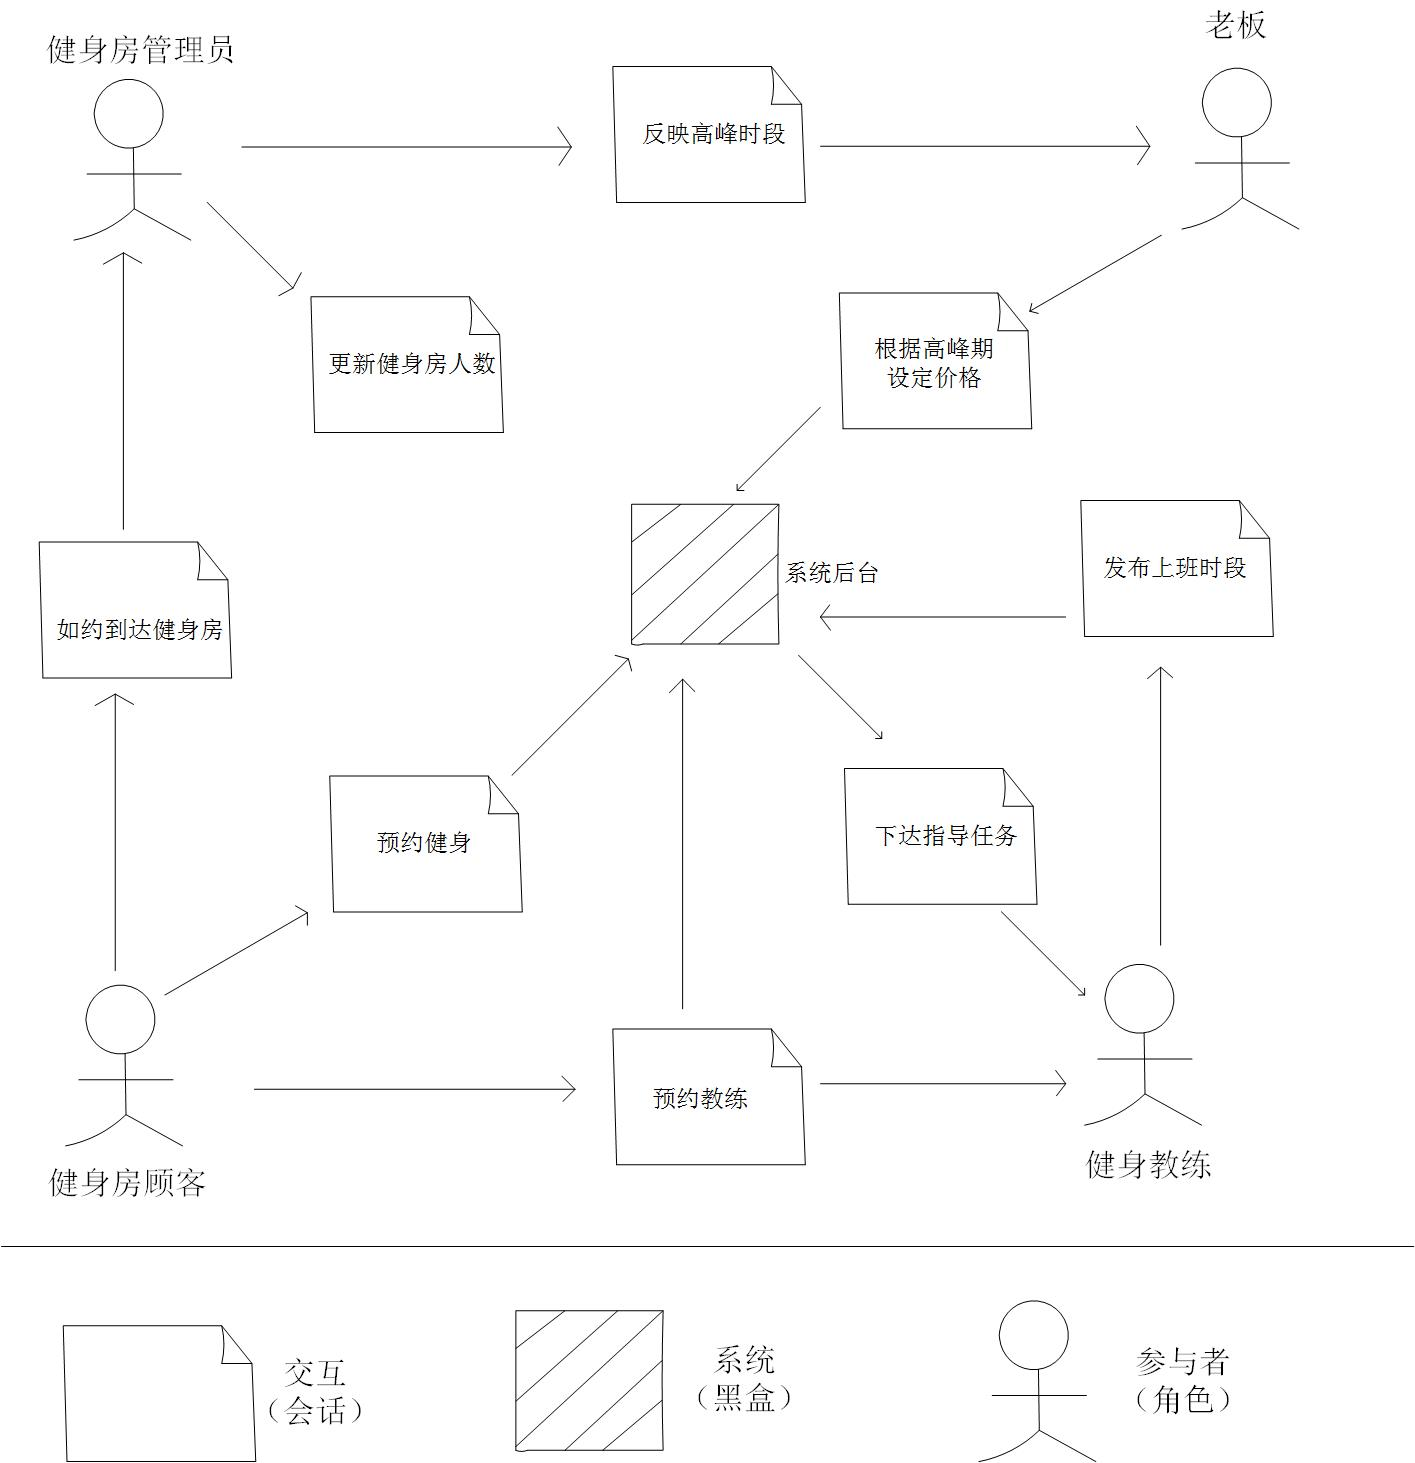 健身房管理员
老板
反映高峰时段
更新健身房人数
根据高峰期
设定价格
系统后台
发布上班时段
如约到达健身房
预约健身
下达指导任务
预约教练
健身房顾客
健身教练
交互
（会话）
系统
（黑盒）
参与者
（角色）